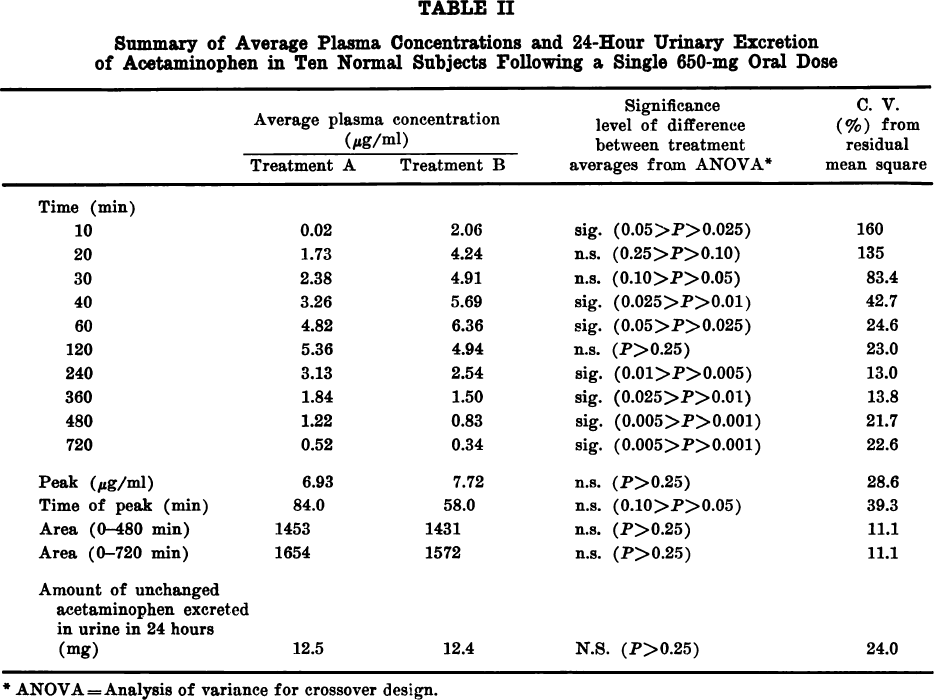 TABLE II
Summary of Average Plasma Concentrations and 24-Hour Urinary Excretion
of Acetaminophen in Ten Normal Subjects Following a Single 650-mg Oral Dose
Average plasma concentration
(µg/ml)
Significance
level of difference
between treatment
averages from ANOVA*
C. V.
(%) from
residual
mean square
Treatment A Treatment B
Time (min)
10 0.02 2.06 sig. (0.05>P>0.025) 160
20 1.73 4.24 n.s. (0.25>P>0.10) 135
30 2.38 4.91 n.s. (0.10>P>0.05) 83.4
40 3.26 5.69 sig. (0.025>P>0.01) 42.7
60 4.82 6.36 sig. (0.05>P>0.025) 24.6
120 5.36 4.94 n.s. (P>0.25) 23.0
240 3.13 2.54 sig. (0.01>P>0.005) 13.0
360 1.84 1.50 sig. (0.025>P>0.01) 13.8
480 1.22 0.83 sig. (0.005>P>0.001) 21.7
720 0.52 0.34 sig. (0.005>P>0.001) 22.6
Peak (µg/ml) 6.93 7.72 n.s. (P>0.25) 28.6
Time of peak (min) 84.0 58.0 n.s. (0.10>P>0.05) 39.3
Area (0–480 min) 1453 1431 n.s. (P>0.25) 11.1
Area (0–720 min) 1654 1572 n.s. (P>0.25) 11.1
Amount of unchanged
acetaminophen excreted
in urine in 24 hours
(mg) 12.5 12.4 N.S. (P>0.25) 24.0
* ANOVA=Analysis of variance for crossover design.